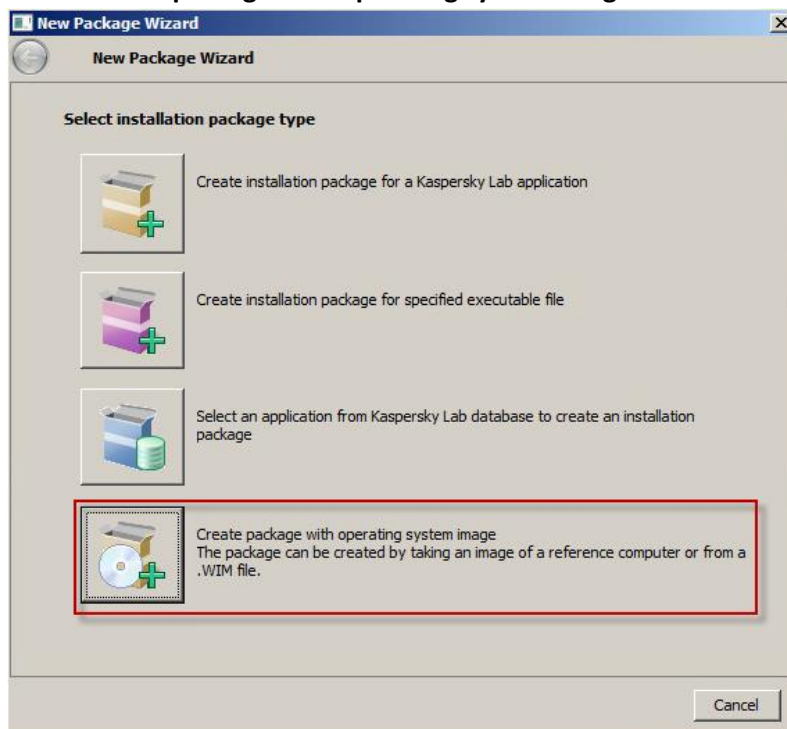 New Package Wizard
New Package Wizard
Select installation package type
Create installation package for a Kaspersky Lab application
Create installation package for specified executable file
Select an application from Kaspersky Lab database to create an installation
package
Create package with operating system image
The package can be created by taking an image of a reference computer or from a
.WIM file.
Cancel